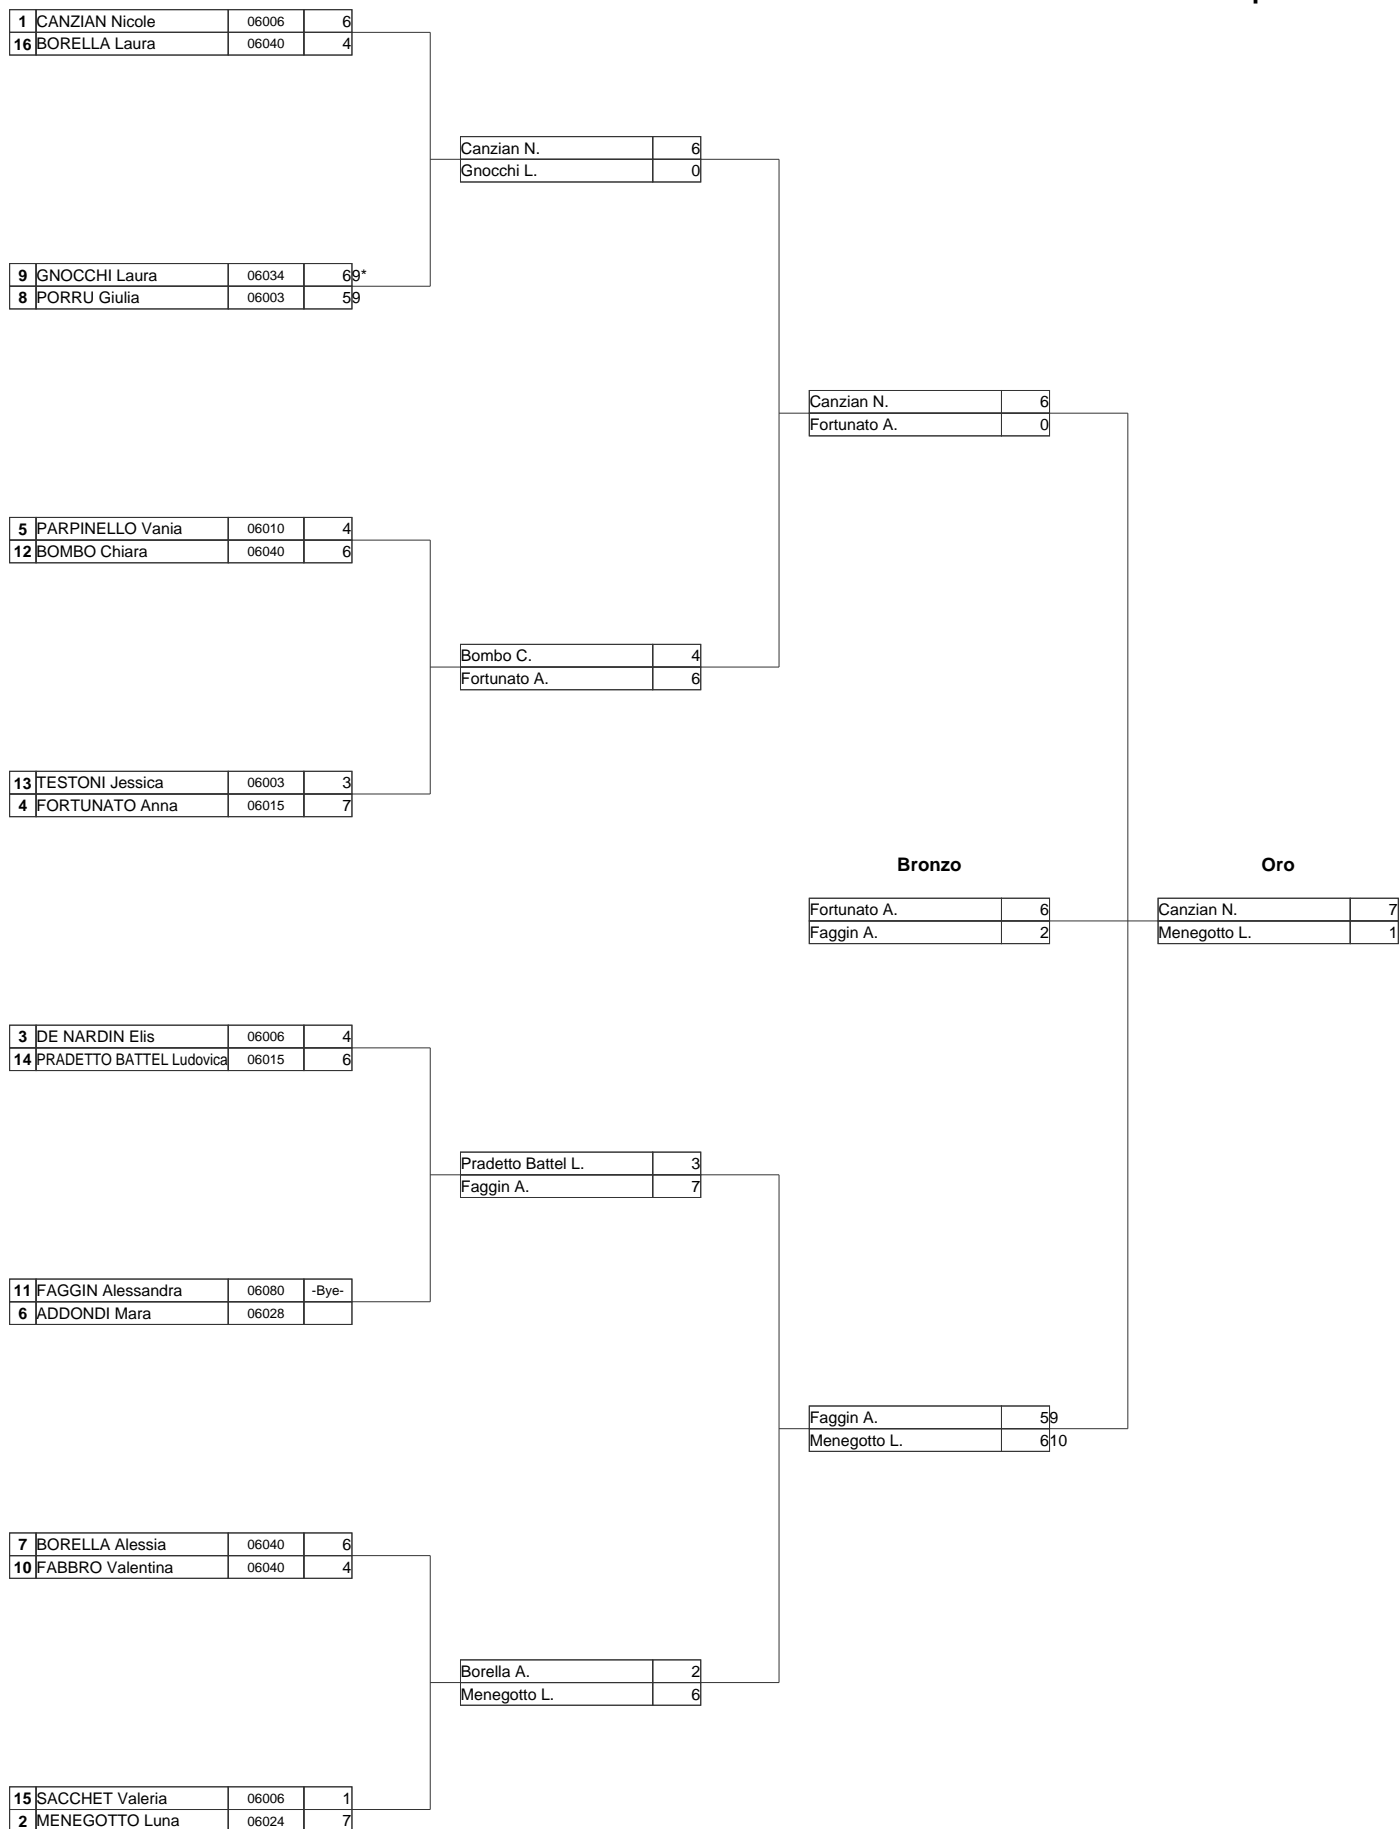 1 CANZIAN Nicole 06006 6
16 BORELLA Laura 06040 4
Canzian N. 6
Gnocchi L. 0
9 GNOCCHI Laura 06034 69*
8 PORRU Giulia 06003 59
Canzian N. 6
Fortunato A. 0
5 PARPINELLO Vania 06010 4
12 BOMBO Chiara 06040 6
Bombo C. 4
Fortunato A. 6
13 TESTONI Jessica 06003 3
4 FORTUNATO Anna 06015 7
Bronzo Oro
Fortunato A. 6 Canzian N. 7
Faggin A. 2 Menegotto L. 1
3 DE NARDIN Elis 06006 4
14 PRADETTO BATTEL Ludovica 06015 6
Pradetto Battel L. 3
Faggin A. 7
11 FAGGIN Alessandra 06080 -Bye-
6 ADDONDI Mara 06028
Faggin A. 59
Menegotto L. 610
7 BORELLA Alessia 06040 6
10 FABBRO Valentina 06040 4
Borella A. 2
Menegotto L. 6
15 SACCHET Valeria 06006 1
2 MENEGOTTO Luna 06024 7